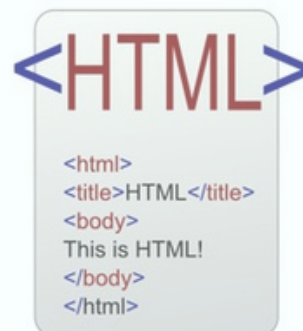 <HTML>
<html>
<title>HTML</title>
<body>
This is HTML!
</body>
</html>